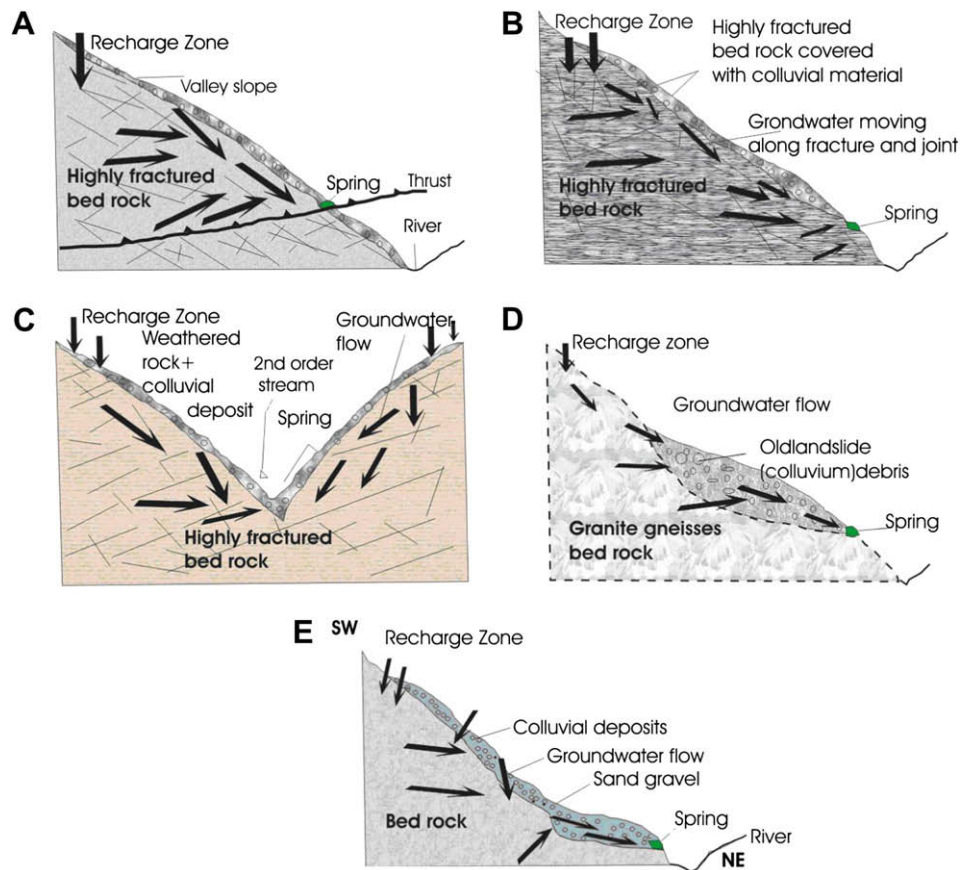 A
Recharge Zone
Valley slope
Highly fractured
bed rock
Spring
Thrust
River
B
Recharge Zone
Highly fractured
bed rock covered
with colluvial material
Grondwater moving
along fracture and joint
Highly fractured
bed rock
Spring
C
Recharge Zone
Weathered
rock+
colluvial
deposit
2nd order
stream
Spring
Groundwater
flow
Highly fractured
bed rock
D
Recharge zone
Groundwater flow
Oldlandslide
(colluvium)debris
Granite gneisses
bed rock
Spring
E
SW
Recharge Zone
Colluvial deposits
Groundwater flow
Sand gravel
Bed rock
Spring
River
NE